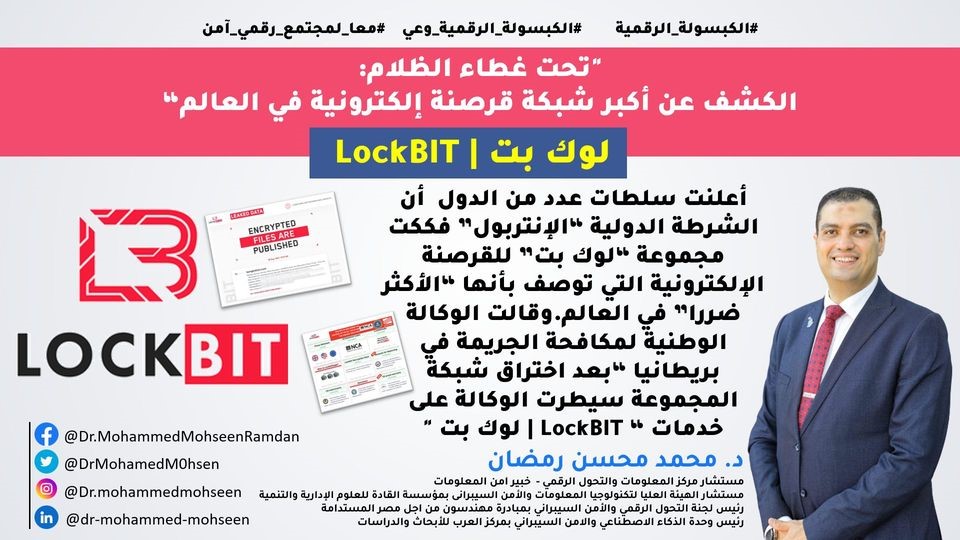 #الكبسولة_الرقمية #الكبسولة_الرقمية_وعي #معا_لمجتمع_رقمي_آمن
"تحت غطاء الظلام:
الكشف عن أكبر شبكة قرصنة إلكترونية في العالم"
لوك بت | LockBIT
أعلنت سلطات عدد من الدول أن
الشرطة الدولية "الإنتربول" فككت
مجموعة "لوك بت" للقرصنة
الإلكترونية التي توصف بأنها "الأكثر
ضررا" في العالم.وقالت الوكالة
الوطنية لمكافحة الجريمة في
بريطانيا "بعد اختراق شبكة
المجموعة سيطرت الوكالة على
خدمات " LockBIT | لوك بت "
LEAKED DATA
ENCRYPTED
FILES ARE
PUBLISHED
NCA
LOCKBIT
د. محمد محسن رمضان
مستشار مركز المعلومات والتحول الرقمي - خبير امن المعلومات
مستشار الهيئة العليا لتكنولوجيا المعلومات والأمن السيبرانى بمؤسسة القادة للعلوم الإدارية والتنمية
رئيس لجنة التحول الرقمي والأمن السيبراني بمبادرة مهندسون من اجل مصر المستدامة
رئيس وحدة الذكاء الاصطناعي والامن السيبراني بمركز العرب للأبحاث والدراسات
@Dr.MohammedMohseenRamdan
@DrMohamedM0hsen
@Dr.mohammedmohseen
@dr-mohammed-mohseen